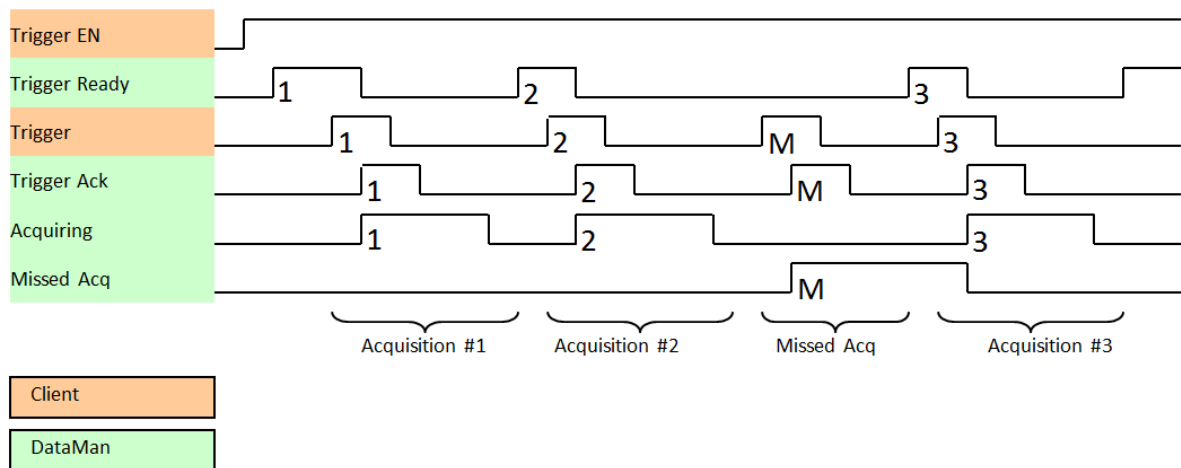 Trigger EN
Trigger Ready 1 2 3
Trigger 1 2 M 3
Trigger Ack 1 2 M 3
Acquiring 1 2 3
Missed Acq M
Acquisition #1 Acquisition #2 Missed Acq Acquisition #3
Client
DataMan